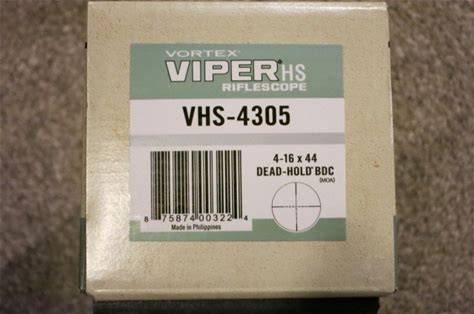 VORTEX®
VIPER® HS
RIFLESCOPE
VHS-4305
4-16 x 44
DEAD-HOLD® BDC
(MOA)
8 75874 00322 4
Made in Philippines